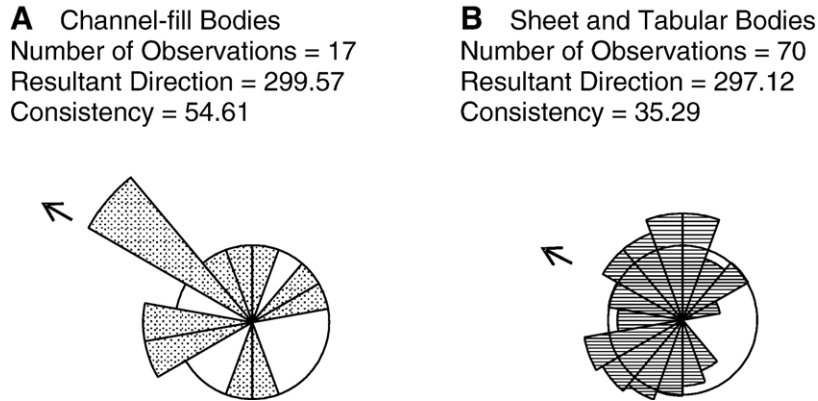 A Channel-fill Bodies
Number of Observations = 17
Resultant Direction = 299.57
Consistency = 54.61
B Sheet and Tabular Bodies
Number of Observations = 70
Resultant Direction = 297.12
Consistency = 35.29